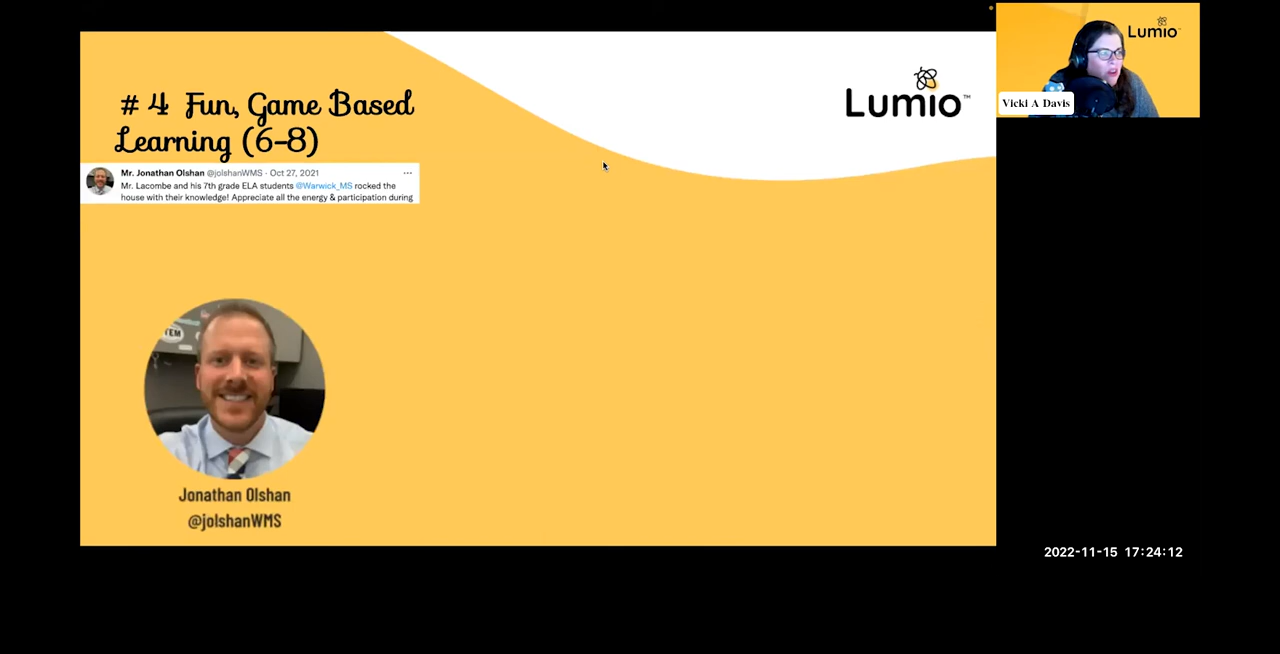 # 4 Fun, Game Based
Learning (6-8)
Lumio™
Lumio
Vicki A Davis
Mr. Jonathan Olshan @jolshanWMS · Oct 27, 2021
Mr. Lacombe and his 7th grade ELA students @Warwick_MS rocked the
house with their knowledge! Appreciate all the energy & participation during
TEM
Jonathan Olshan
@jolshanWMS
2022-11-15 17:24:12